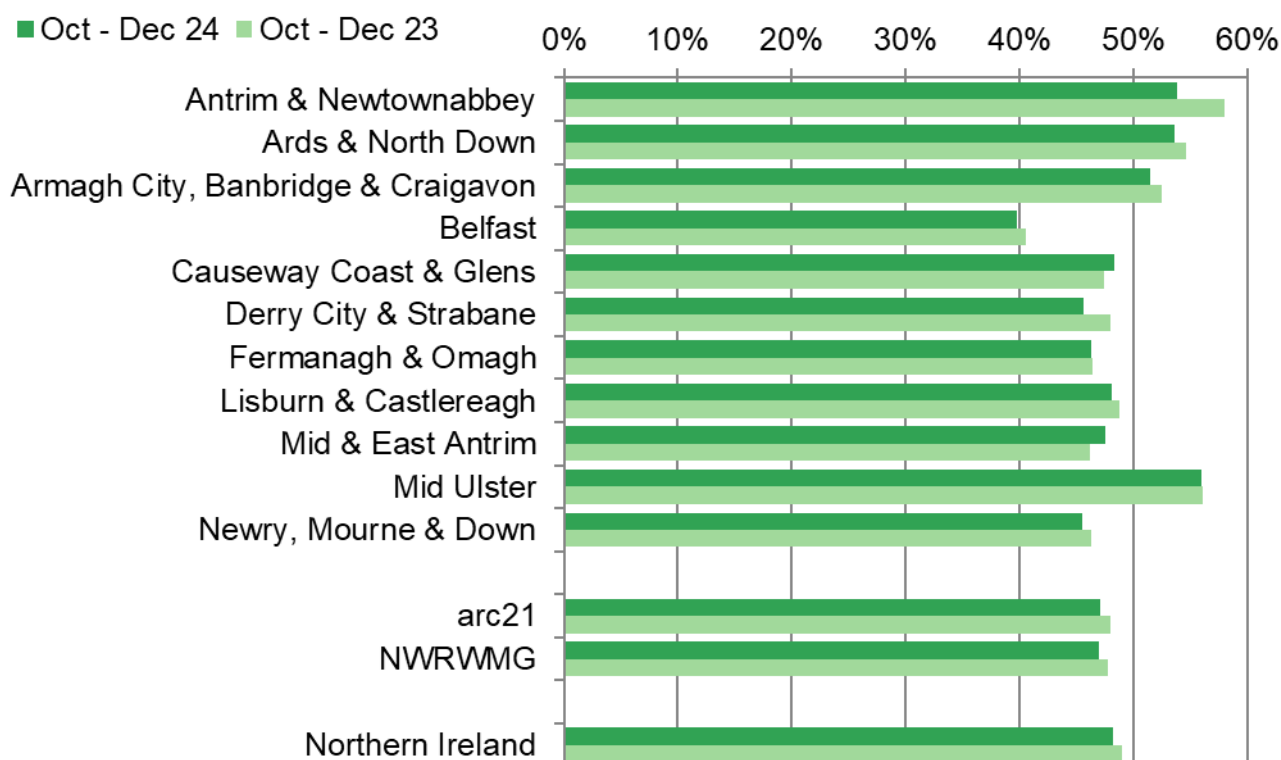 Oct - Dec 24 Oct - Dec 23
0% 10% 20% 30% 40% 50% 60%
Antrim & Newtownabbey
Ards & North Down
Armagh City, Banbridge & Craigavon
Belfast
Causeway Coast & Glens
Derry City & Strabane
Fermanagh & Omagh
Lisburn & Castlereagh
Mid & East Antrim
Mid Ulster
Newry, Mourne & Down
arc21
NWRWMG
Northern Ireland